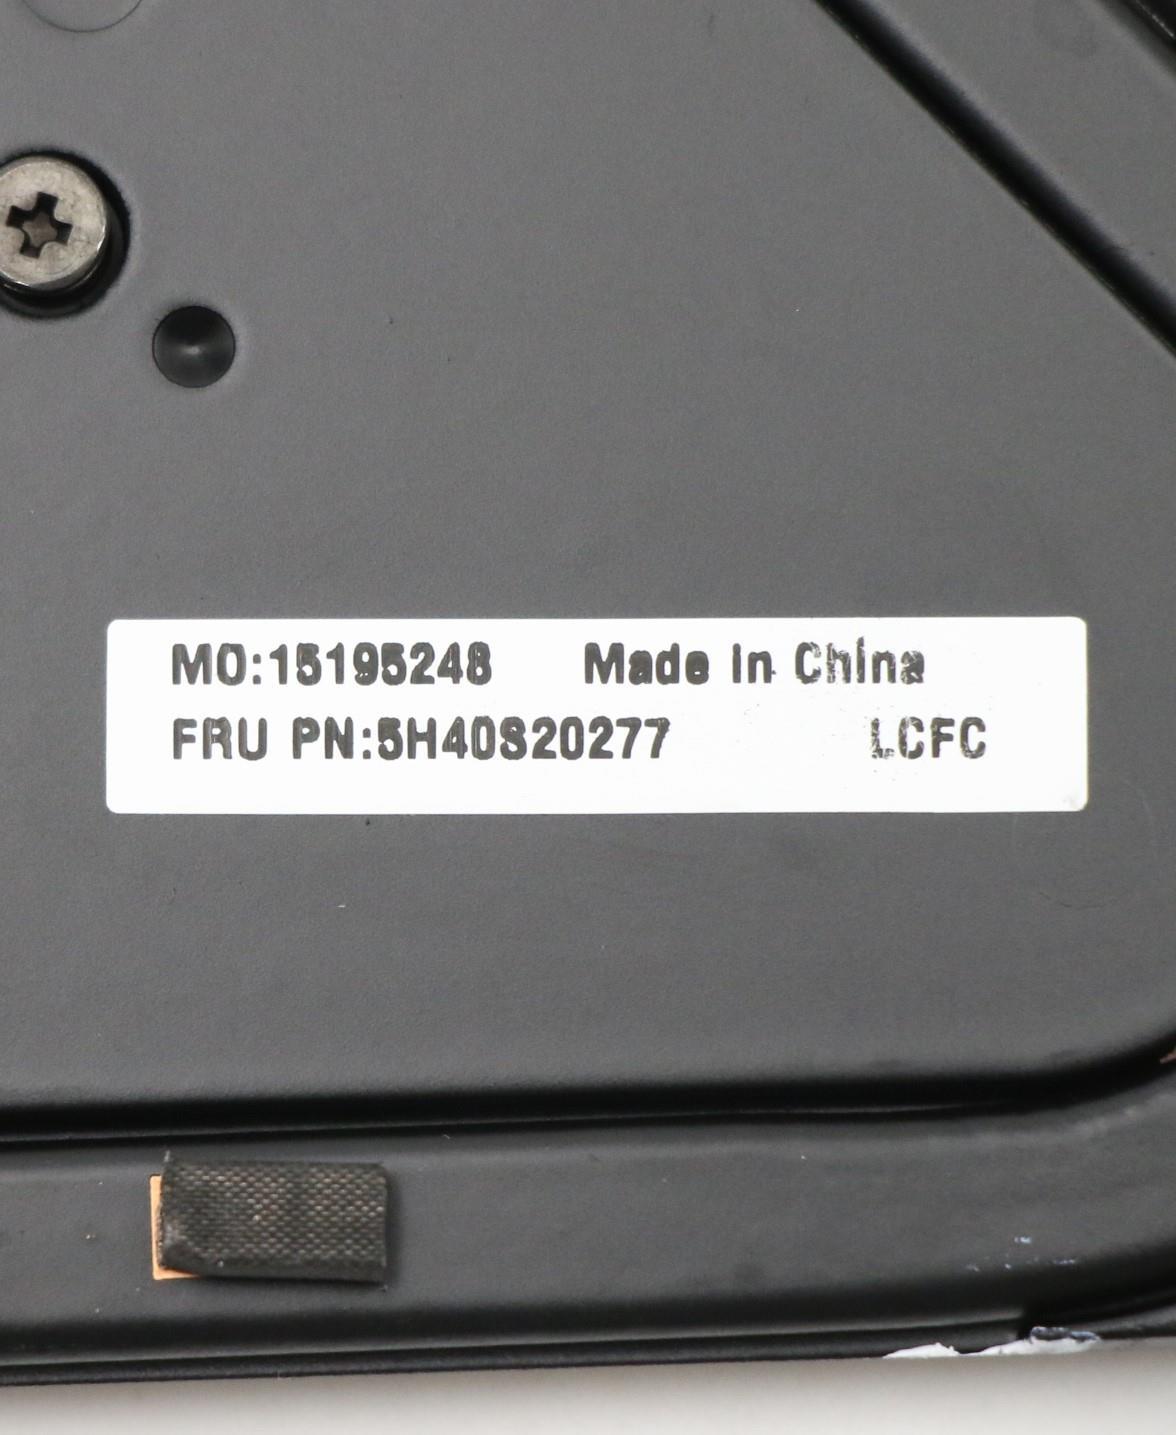 MO:15195248 Made in China
FRU PN:5H40S20277 LCFC